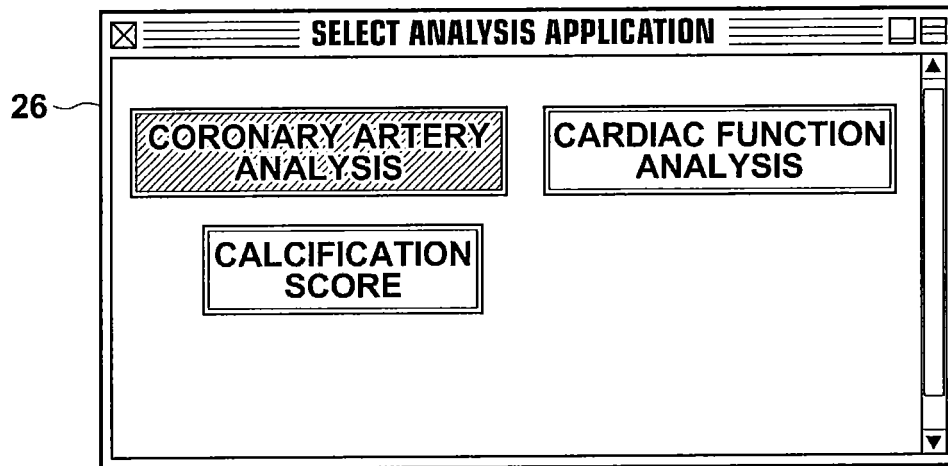 SELECT ANALYSIS APPLICATION
26
CORONARY ARTERY
ANALYSIS
CARDIAC FUNCTION
ANALYSIS
CALCIFICATION
SCORE